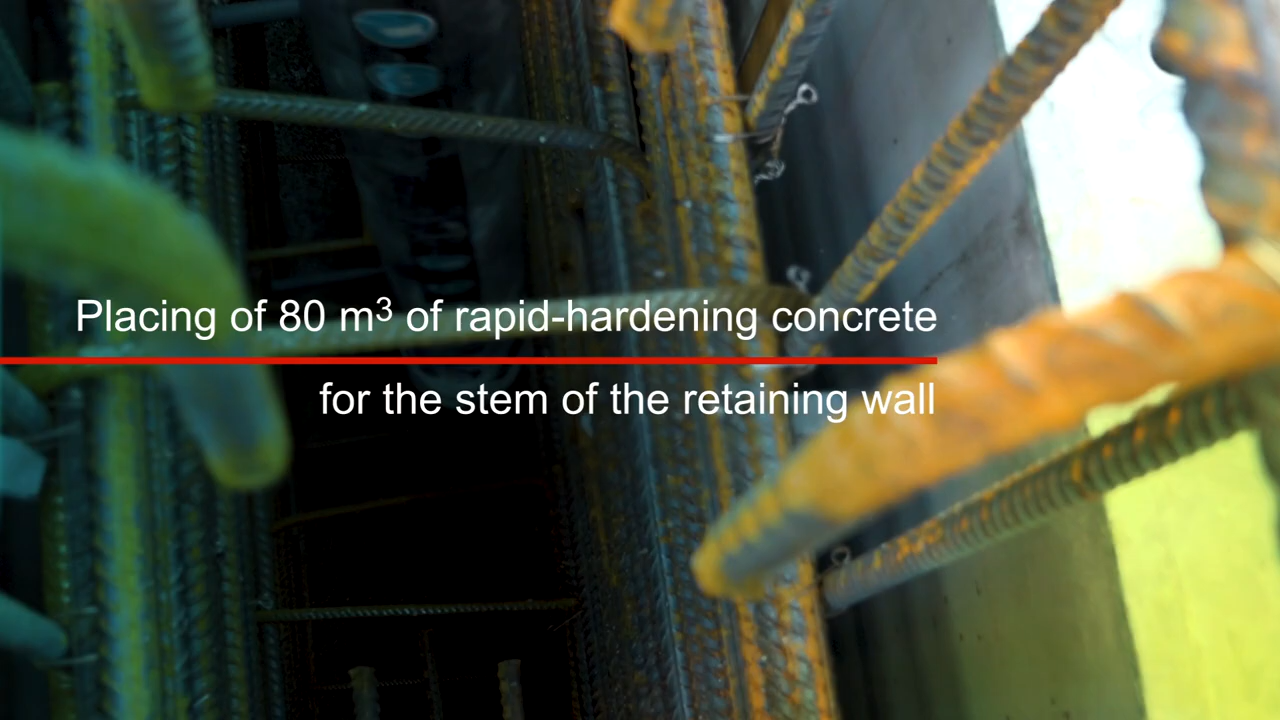 Placing of 80 m³ of rapid-hardening concrete
for the stem of the retaining wall